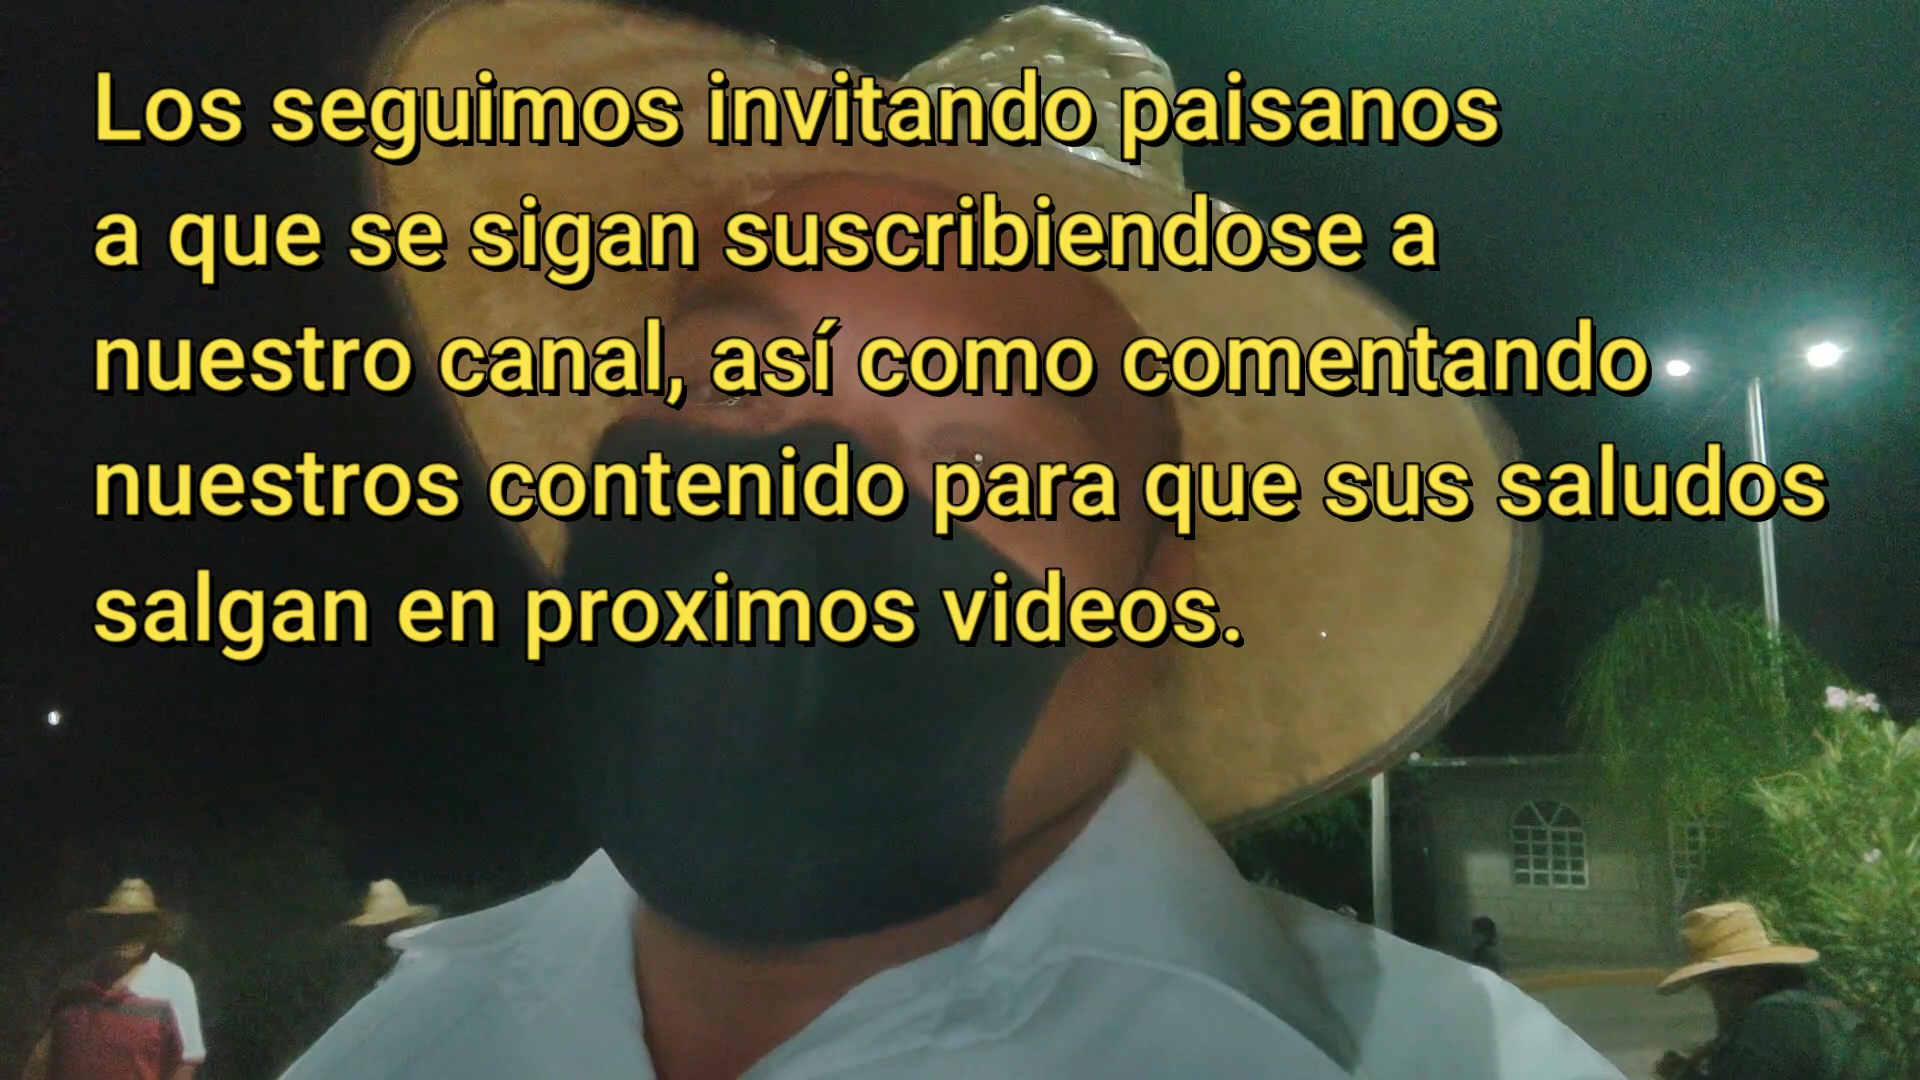 Los seguimos invitando paisanos
a que se sigan suscribiendose a
nuestro canal, así como comentando
nuestros contenido para que sus saludos
salgan en proximos videos.